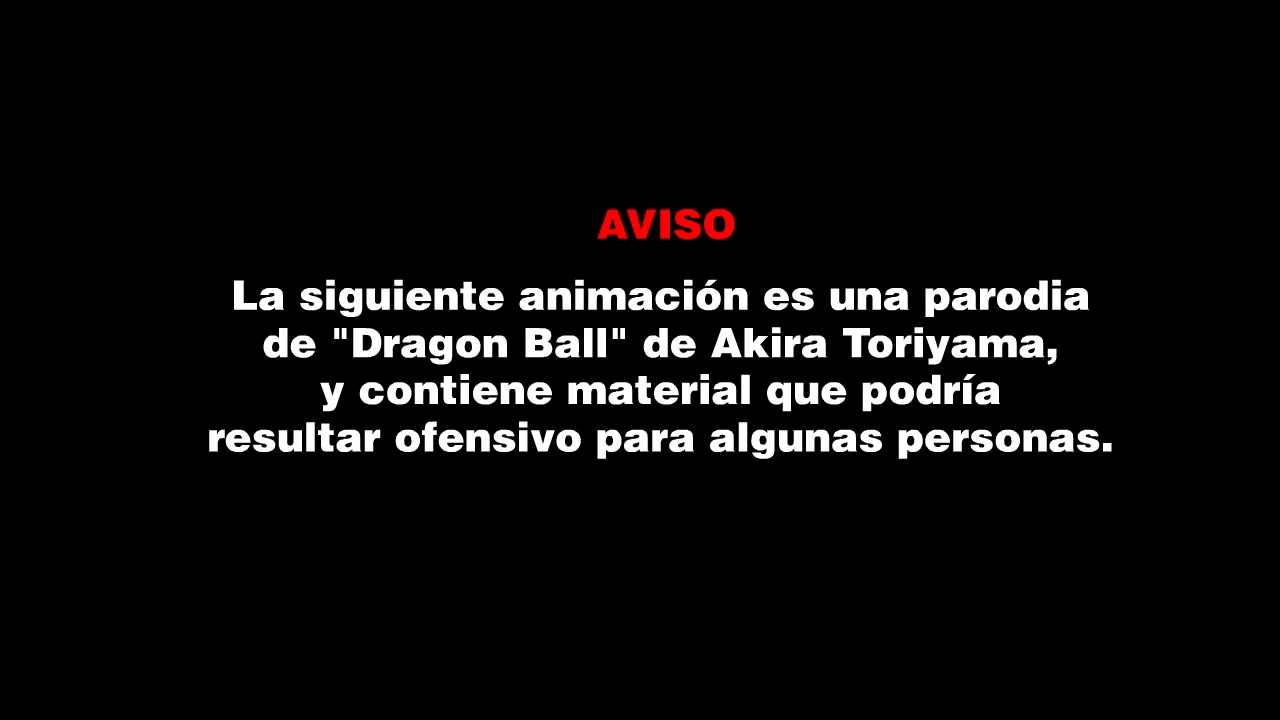 AVISO
La siguiente animación es una parodia
de "Dragon Ball" de Akira Toriyama,
y contiene material que podría
resultar ofensivo para algunas personas.